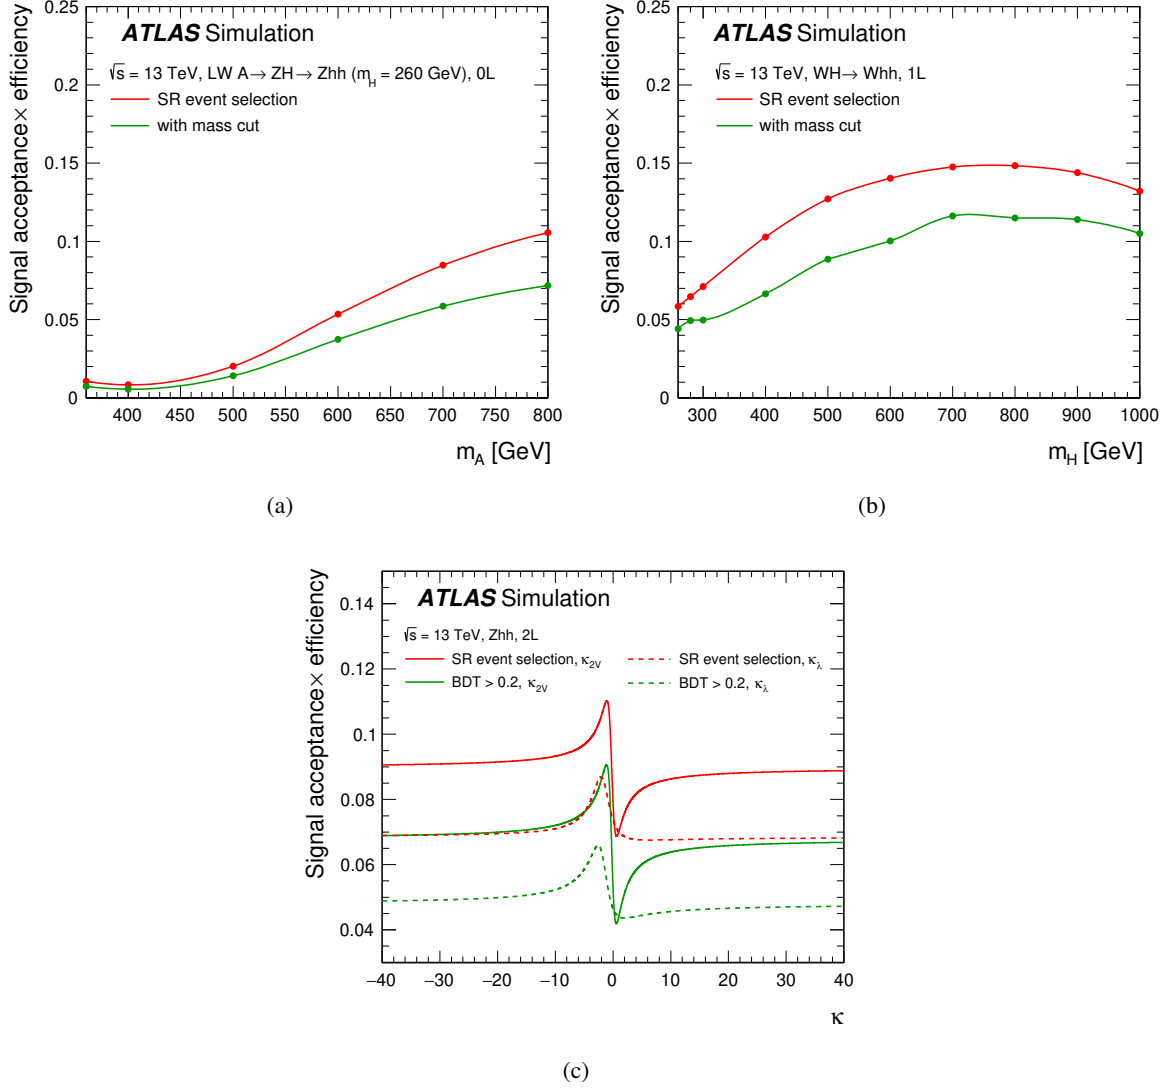 ATLAS Simulation
√s = 13 TeV, LW A→ ZH→ Zhh (m_H = 260 GeV), 0L
SR event selection
with mass cut
Signal acceptance× efficiency
0.25
0.2
0.15
0.1
0.05
0
400 450 500 550 600 650 700 750 800
m_A [GeV]
(a)
ATLAS Simulation
√s = 13 TeV, WH→ Whh, 1L
SR event selection
with mass cut
Signal acceptance× efficiency
0.25
0.2
0.15
0.1
0.05
0
300 400 500 600 700 800 900 1000
m_H [GeV]
(b)
ATLAS Simulation
√s = 13 TeV, Zhh, 2L
SR event selection, κ_2V
SR event selection, κ_λ
BDT > 0.2, κ_2V
BDT > 0.2, κ_λ
Signal acceptance× efficiency
0.14
0.12
0.1
0.08
0.06
0.04
−40 −30 −20 −10 0 10 20 30 40
κ
(c)